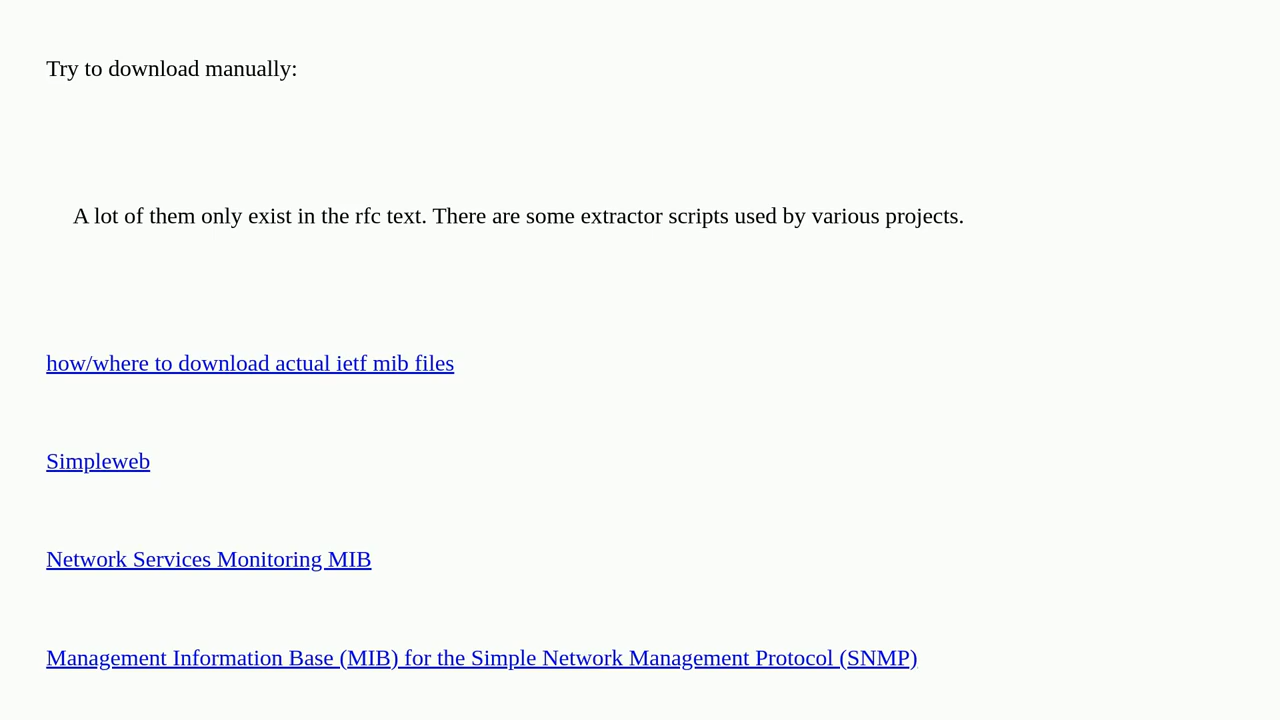 Try to download manually:
A lot of them only exist in the rfc text. There are some extractor scripts used by various projects.
how/where to download actual ietf mib files
Simpleweb
Network Services Monitoring MIB
Management Information Base (MIB) for the Simple Network Management Protocol (SNMP)